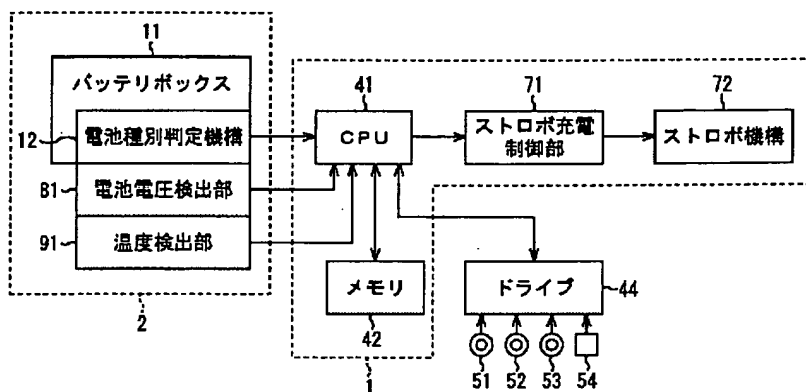 11
バッテリボックス
12
電池種別判定機構
81
電池電圧検出部
91
温度検出部
2
41
CPU
71
ストロボ充電
制御部
72
ストロボ機構
メモリ
42
ドライブ
44
51
52
53
54
1